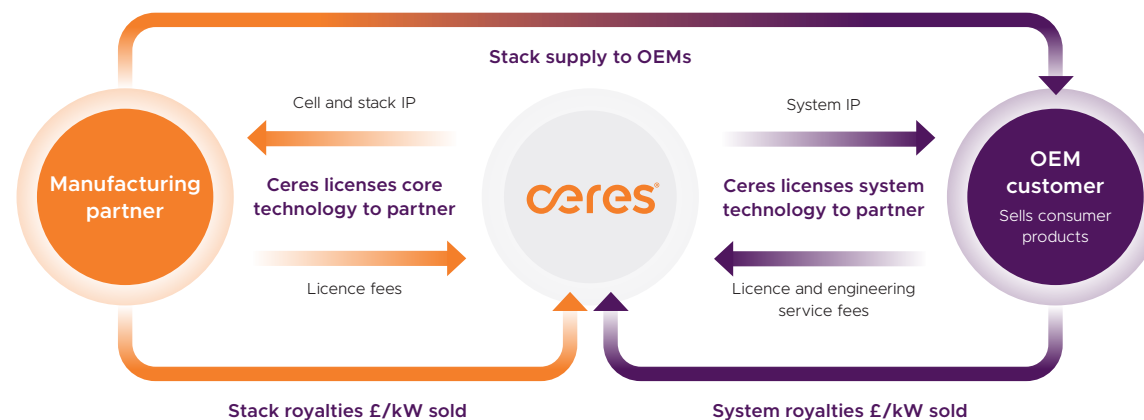 Stack supply to OEMs
Cell and stack IP
System IP
Manufacturing
partner
Ceres licenses core
technology to partner
ceres®
Ceres licenses system
technology to partner
OEM
customer
Sells consumer
products
Licence fees
Licence and engineering
service fees
Stack royalties £/kW sold
System royalties £/kW sold